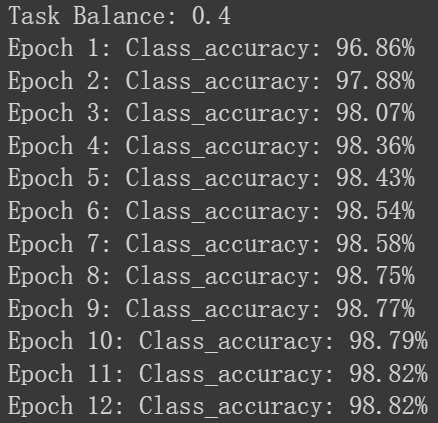 Task Balance: 0.4
Epoch 1: Class_accuracy: 96.86%
Epoch 2: Class_accuracy: 97.88%
Epoch 3: Class_accuracy: 98.07%
Epoch 4: Class_accuracy: 98.36%
Epoch 5: Class_accuracy: 98.43%
Epoch 6: Class_accuracy: 98.54%
Epoch 7: Class_accuracy: 98.58%
Epoch 8: Class_accuracy: 98.75%
Epoch 9: Class_accuracy: 98.77%
Epoch 10: Class_accuracy: 98.79%
Epoch 11: Class_accuracy: 98.82%
Epoch 12: Class_accuracy: 98.82%